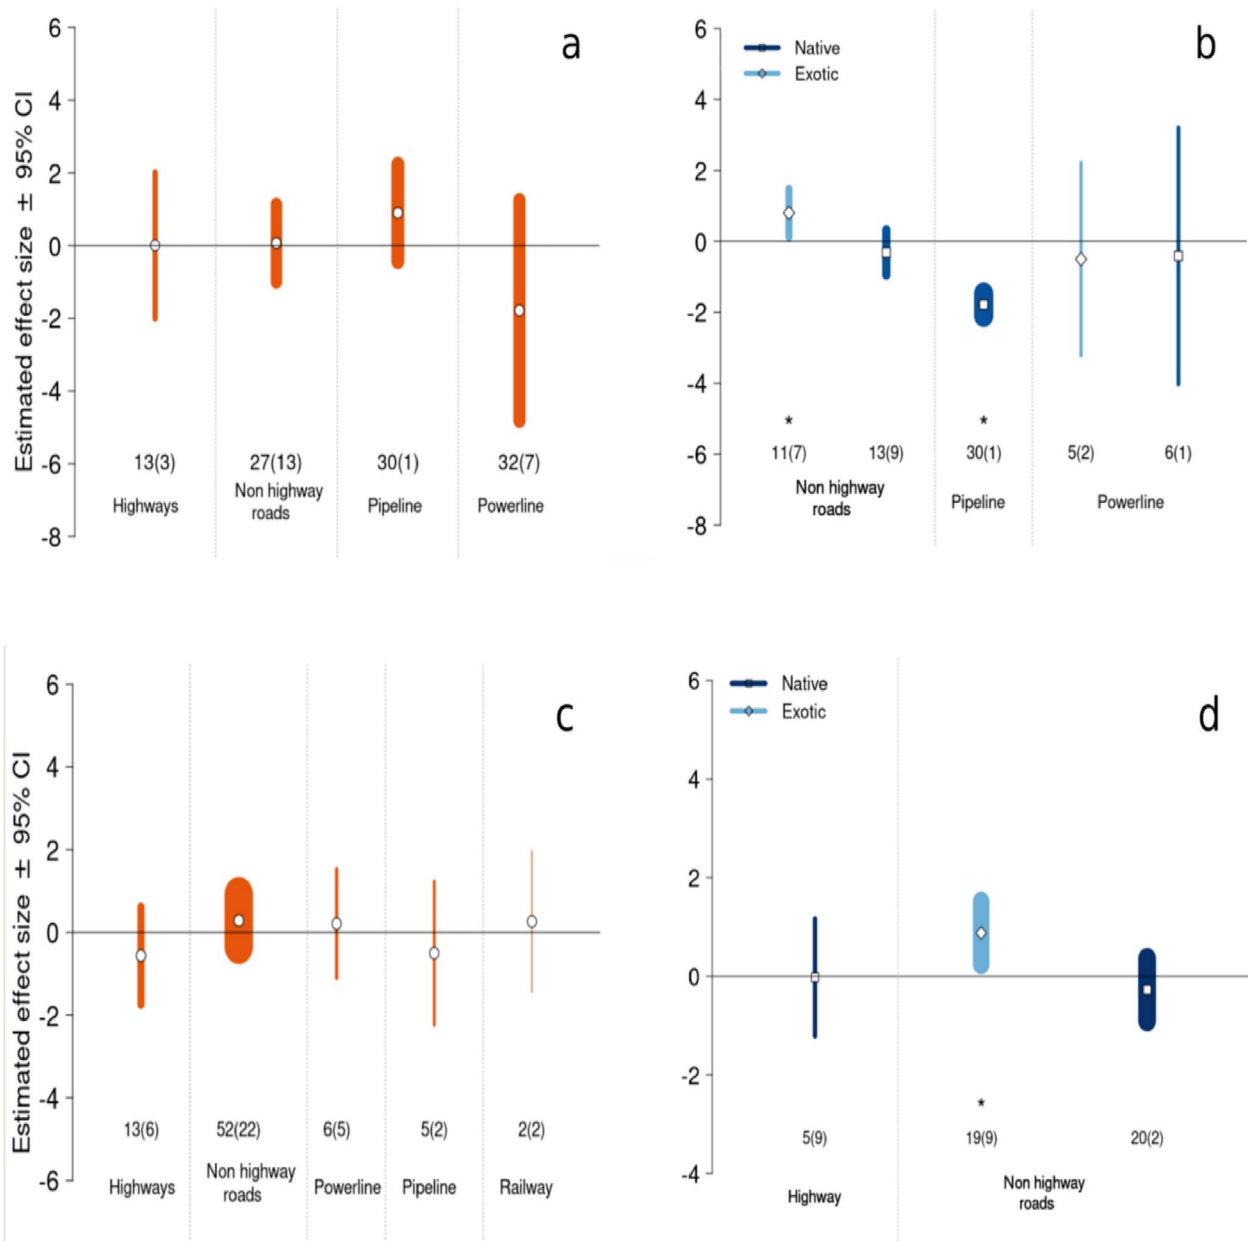 a
Estimated effect size ± 95% CI
6
4
2
0
-2
-4
-6
-8
13(3)
27(13)
30(1)
32(7)
Highways
Non highway
roads
Pipeline
Powerline
b
Native
Exotic
6
4
2
0
-2
-4
-6
-8
*
*
11(7)
13(9)
30(1)
5(2)
6(1)
Non highway
roads
Pipeline
Powerline
c
Estimated effect size ± 95% CI
6
4
2
0
-2
-4
-6
13(6)
52(22)
6(5)
5(2)
2(2)
Highways
Non highway
roads
Powerline
Pipeline
Railway
d
Native
Exotic
6
4
2
0
-2
-4
*
5(9)
19(9)
20(2)
Highway
Non highway
roads